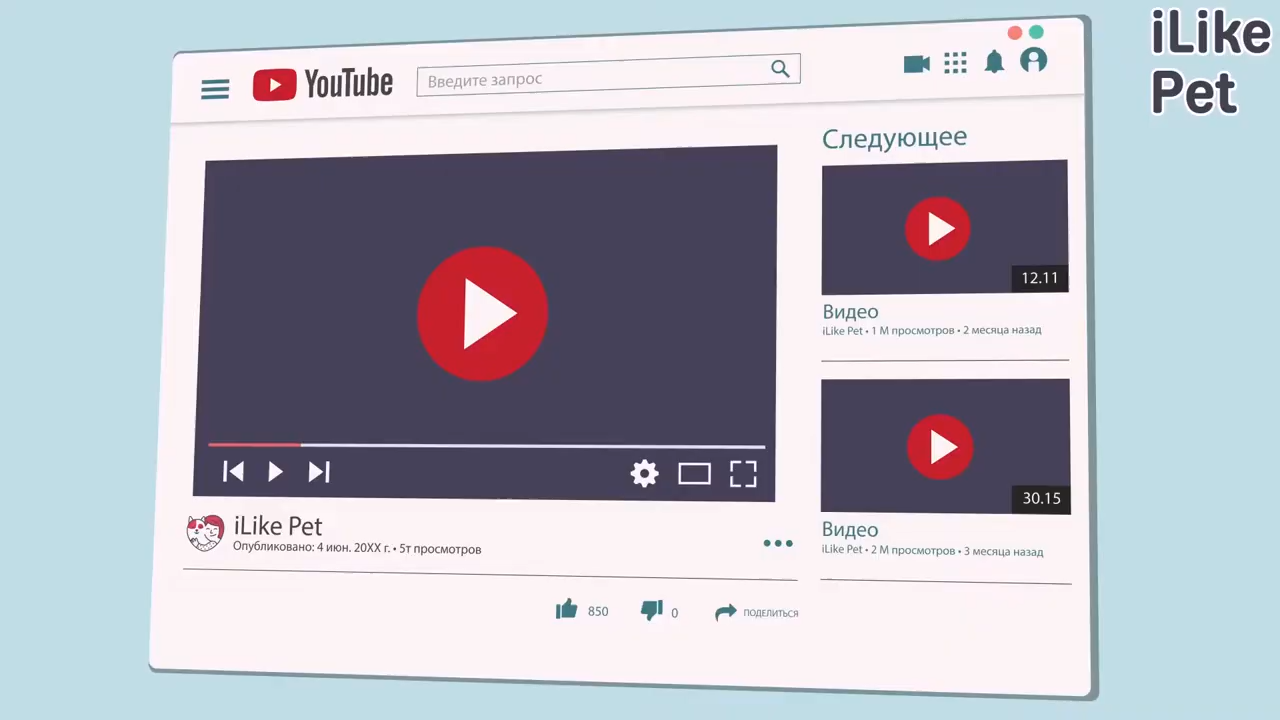 iLike
Pet
YouTube
Введите запрос
Следующее
12.11
Видео
iLike Pet • 1 М просмотров • 2 месяца назад
30.15
Видео
iLike Pet • 2 М просмотров • 3 месяца назад
iLike Pet
Опубликовано: 4 июн. 20XX г. • 5т просмотров
850
0
ПОДЕЛИТЬСЯ